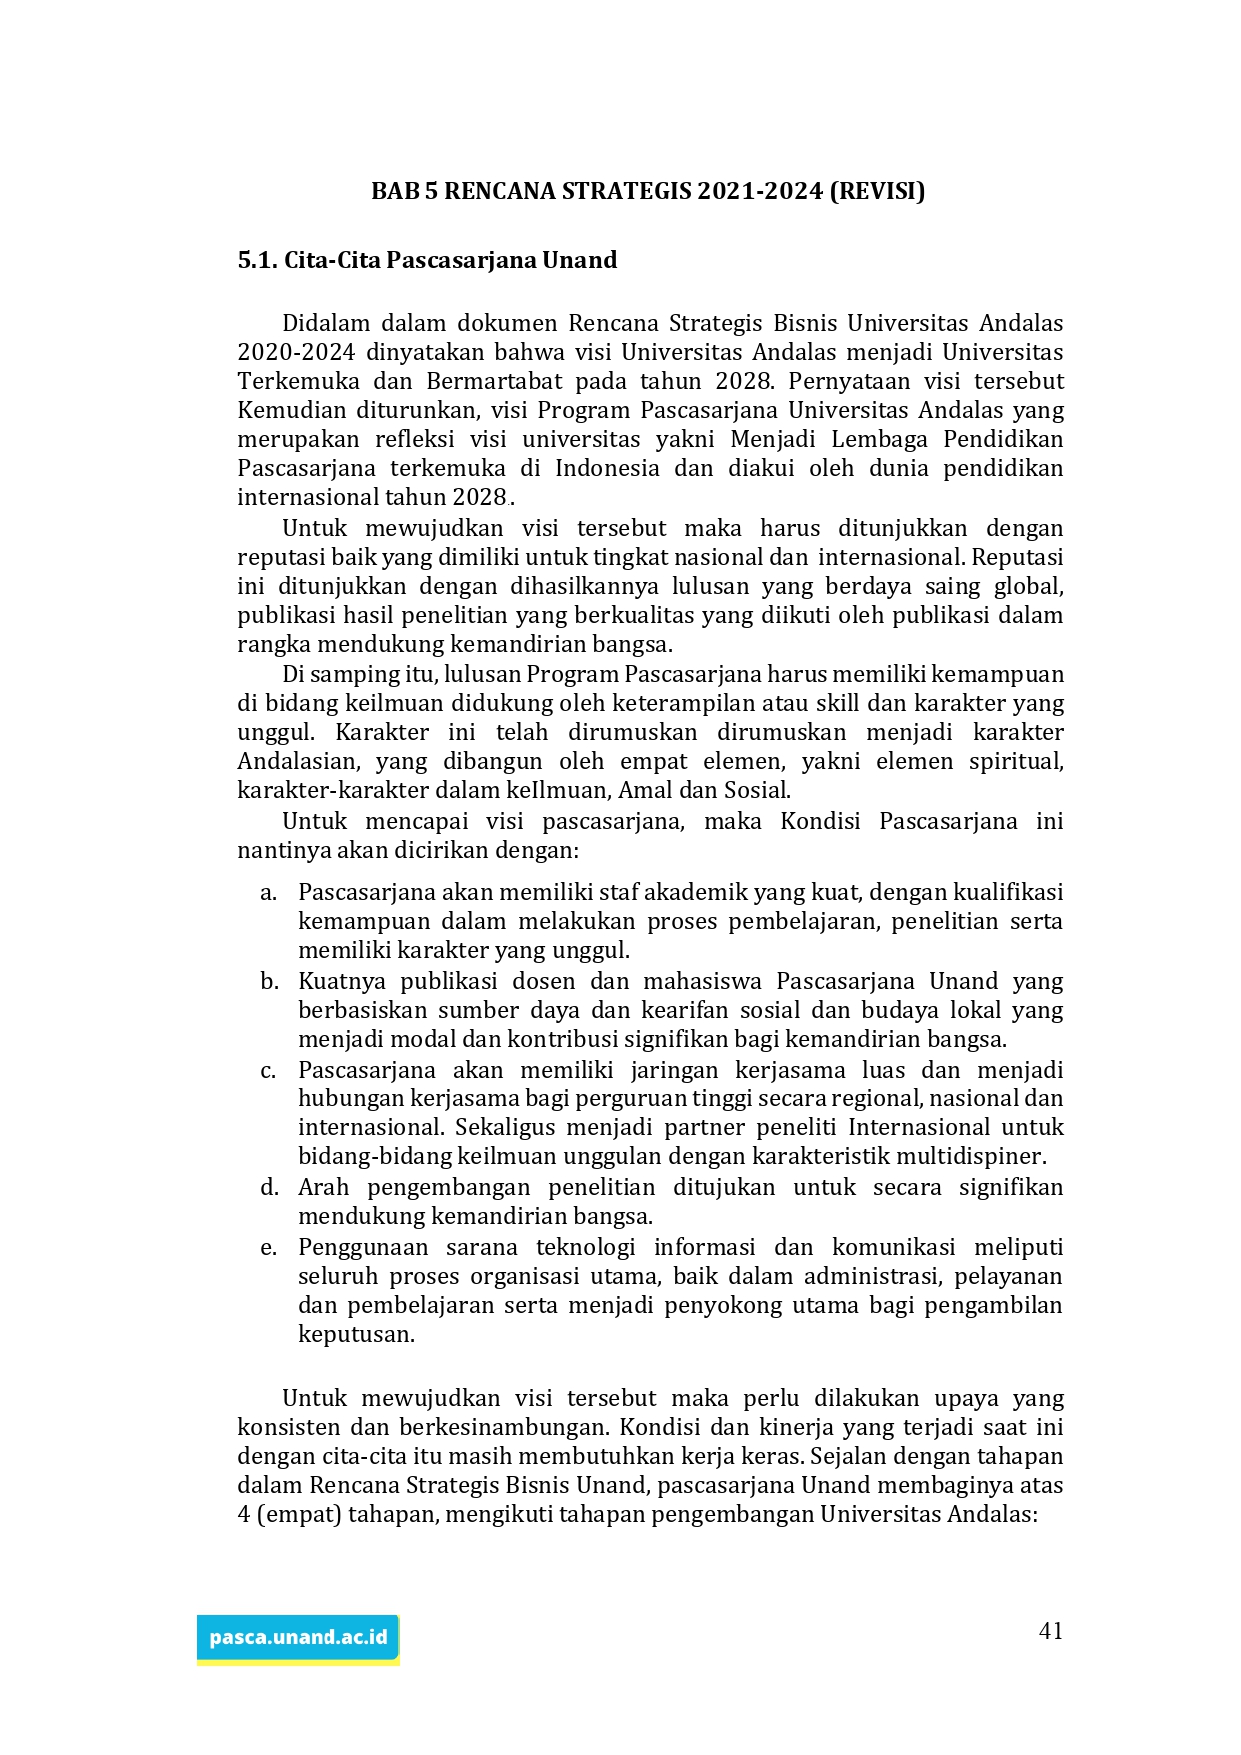 BAB 5 RENCANA STRATEGIS 2021-2024 (REVISI)
5.1. Cita-Cita Pascasarjana Unand
Didalam dalam dokumen Rencana Strategis Bisnis Universitas Andalas
2020-2024 dinyatakan bahwa visi Universitas Andalas menjadi Universitas
Terkemuka dan Bermartabat pada tahun 2028. Pernyataan visi tersebut
Kemudian diturunkan, visi Program Pascasarjana Universitas Andalas yang
merupakan refleksi visi universitas yakni Menjadi Lembaga Pendidikan
Pascasarjana terkemuka di Indonesia dan diakui oleh dunia pendidikan
internasional tahun 2028..
Untuk mewujudkan visi tersebut maka harus ditunjukkan dengan
reputasi baik yang dimiliki untuk tingkat nasional dan internasional. Reputasi
ini ditunjukkan dengan dihasilkannya lulusan yang berdaya saing global,
publikasi hasil penelitian yang berkualitas yang diikuti oleh publikasi dalam
rangka mendukung kemandirian bangsa.
Di samping itu, lulusan Program Pascasarjana harus memiliki kemampuan
di bidang keilmuan didukung oleh keterampilan atau skill dan karakter yang
unggul. Karakter ini telah dirumuskan dirumuskan menjadi karakter
Andalasian, yang dibangun oleh empat elemen, yakni elemen spiritual,
karakter-karakter dalam keIlmuan, Amal dan Sosial.
Untuk mencapai visi pascasarjana, maka Kondisi Pascasarjana ini
nantinya akan dicirikan dengan:
a. Pascasarjana akan memiliki staf akademik yang kuat, dengan kualifikasi
kemampuan dalam melakukan proses pembelajaran, penelitian serta
memiliki karakter yang unggul.
b. Kuatnya publikasi dosen dan mahasiswa Pascasarjana Unand yang
berbasiskan sumber daya dan kearifan sosial dan budaya lokal yang
menjadi modal dan kontribusi signifikan bagi kemandirian bangsa.
c. Pascasarjana akan memiliki jaringan kerjasama luas dan menjadi
hubungan kerjasama bagi perguruan tinggi secara regional, nasional dan
internasional. Sekaligus menjadi partner peneliti Internasional untuk
bidang-bidang keilmuan unggulan dengan karakteristik multidispiner.
d. Arah pengembangan penelitian ditujukan untuk secara signifikan
mendukung kemandirian bangsa.
e. Penggunaan sarana teknologi informasi dan komunikasi meliputi
seluruh proses organisasi utama, baik dalam administrasi, pelayanan
dan pembelajaran serta menjadi penyokong utama bagi pengambilan
keputusan.
Untuk mewujudkan visi tersebut maka perlu dilakukan upaya yang
konsisten dan berkesinambungan. Kondisi dan kinerja yang terjadi saat ini
dengan cita-cita itu masih membutuhkan kerja keras. Sejalan dengan tahapan
dalam Rencana Strategis Bisnis Unand, pascasarjana Unand membaginya atas
4 (empat) tahapan, mengikuti tahapan pengembangan Universitas Andalas:
pasca.unand.ac.id
41